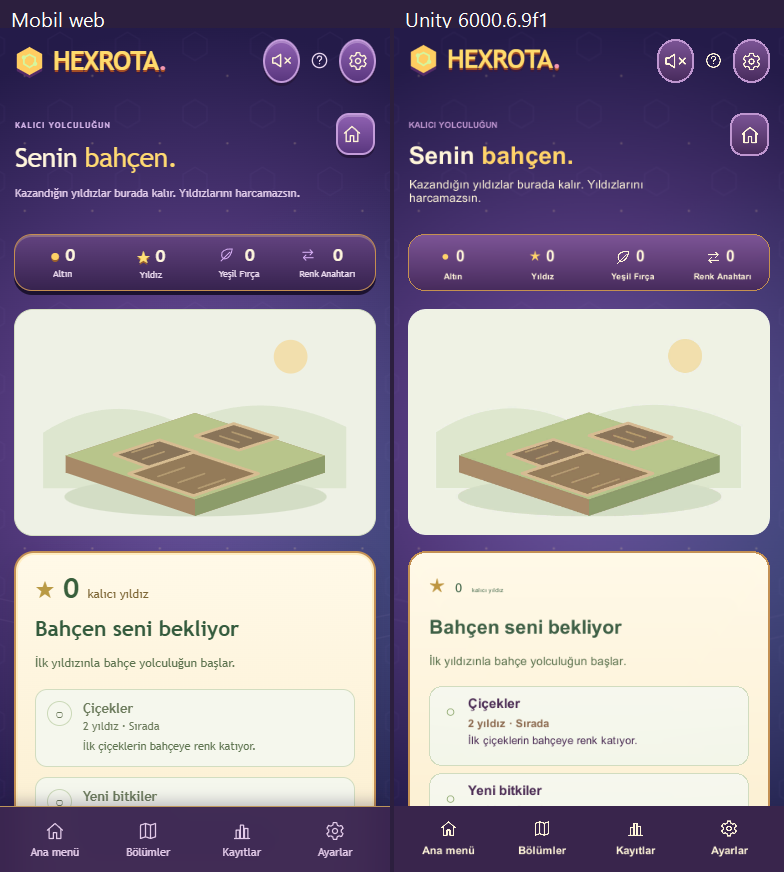 Mobil web
HEXROTA.
KALICI YOLCULUĞUN
Senin bahçen.
Kazandığın yıldızlar burada kalır. Yıldızlarını harcamazsın.
0
0
0
0
Altın
Yıldız
Yeşil Fırça
Renk Anahtarı
0 kalıcı yıldız
Bahçen seni bekliyor
İlk yıldızınla bahçe yolculuğun başlar.
Çiçekler
2 yıldız · Sırada
İlk çiçeklerin bahçeye renk katıyor.
Yeni bitkiler
Ana menü
Bölümler
Kayıtlar
Ayarlar
Unity 6000.6.9f1
HEXROTA.
KALICI YOLCULUĞUN
Senin bahçen.
Kazandığın yıldızlar burada kalır. Yıldızlarını
harcamazsın.
0
0
0
0
Altın
Yıldız
Yeşil Fırça
Renk Anahtarı
0 kalıcı yıldız
Bahçen seni bekliyor
İlk yıldızınla bahçe yolculuğun başlar.
Çiçekler
2 yıldız · Sırada
İlk çiçeklerin bahçeye renk katıyor.
Yeni bitkiler
Ana menü
Bölümler
Kayıtlar
Ayarlar